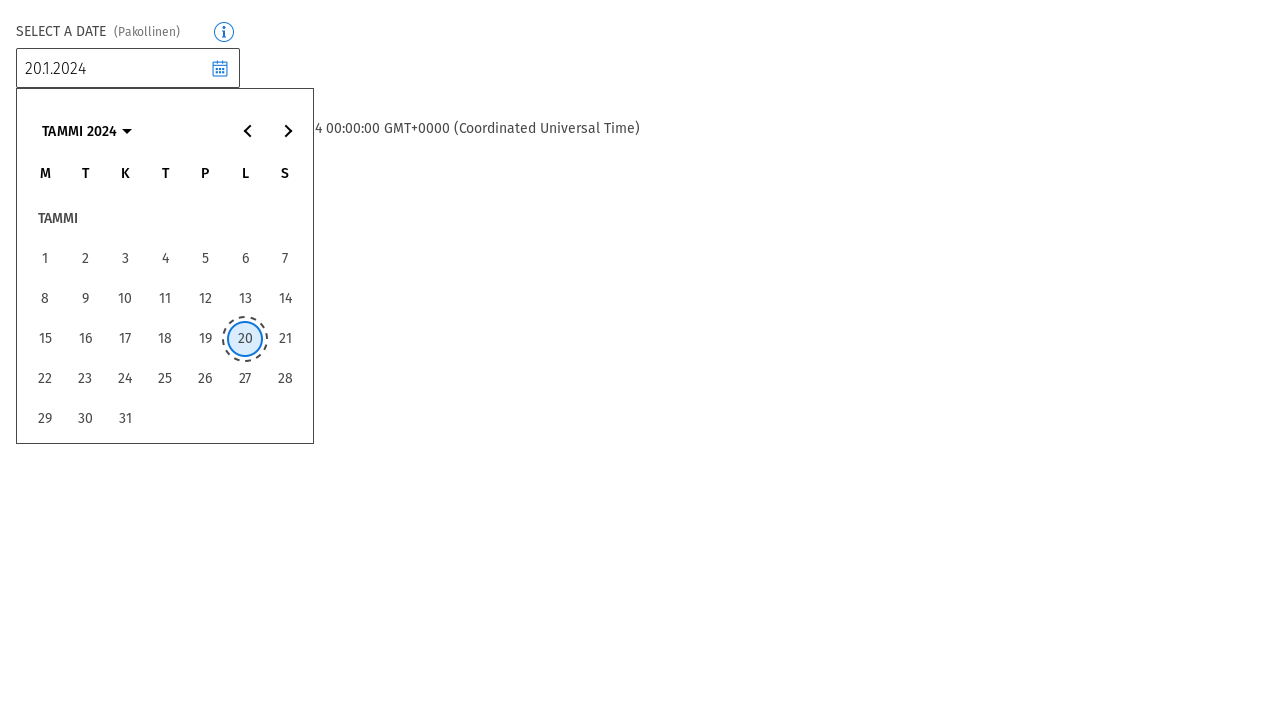 SELECT A DATE (Pakollinen)
20.1.2024
4 00:00:00 GMT+0000 (Coordinated Universal Time)
TAMMI 2024
M T K T P L S
TAMMI
1 2 3 4 5 6 7
8 9 10 11 12 13 14
15 16 17 18 19 20 21
22 23 24 25 26 27 28
29 30 31